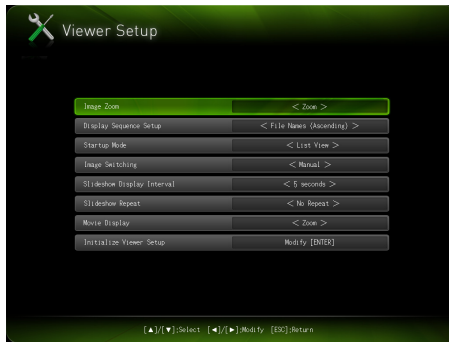 Viewer Setup
Image Zoom < Zoom >
Display Sequence Setup < File Names (Ascending) >
Startup Mode < List View >
Image Switching < Manual >
Slideshow Display Interval < 5 seconds >
Slideshow Repeat < No Repeat >
Movie Display < Zoom >
Initialize Viewer Setup Modify [ENTER]
[▲]/[▼]:Select [◄]/[►]:Modify [ESC]:Return